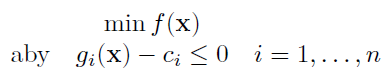 min f(x)
aby g_i(x) − c_i ≤ 0 i = 1, . . . , n